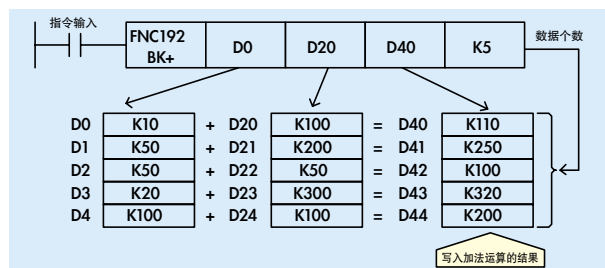 指令输入
FNC192 BK+ D0 D20 D40 K5 数据个数
D0 K10 + D20 K100 = D40 K110
D1 K50 + D21 K200 = D41 K250
D2 K50 + D22 K50 = D42 K100
D3 K20 + D23 K300 = D43 K320
D4 K100 + D24 K100 = D44 K200
写入加法运算的结果